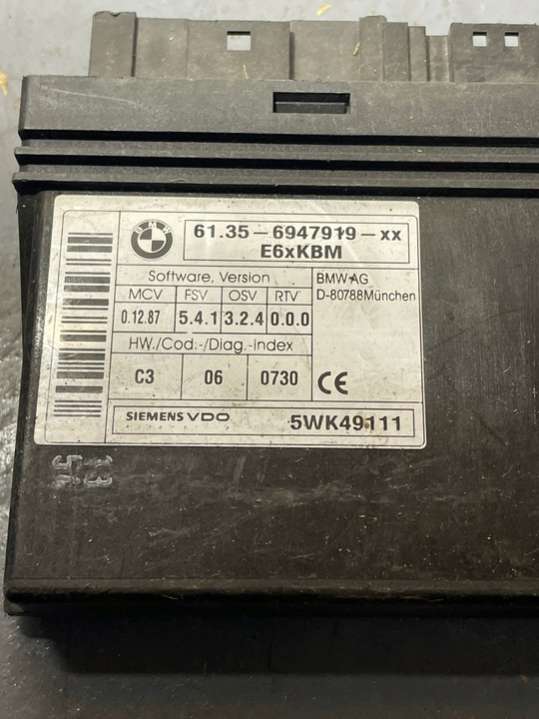 BMW
61.35-6947919-xx
E6xKBM
Software, Version
MCV FSV OSV RTV
0.12.87 5.4.1 3.2.4 0.0.0
HW./Cod.-/Diag.-Index
C3 06 0730
BMW AG
D-80788München
CE
SIEMENS VDO 5WK49111